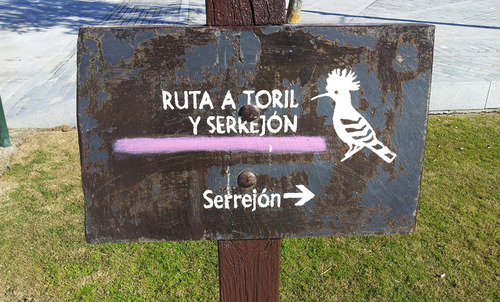 RUTA A TORIL
Y SERREJÓN
Serrejón →